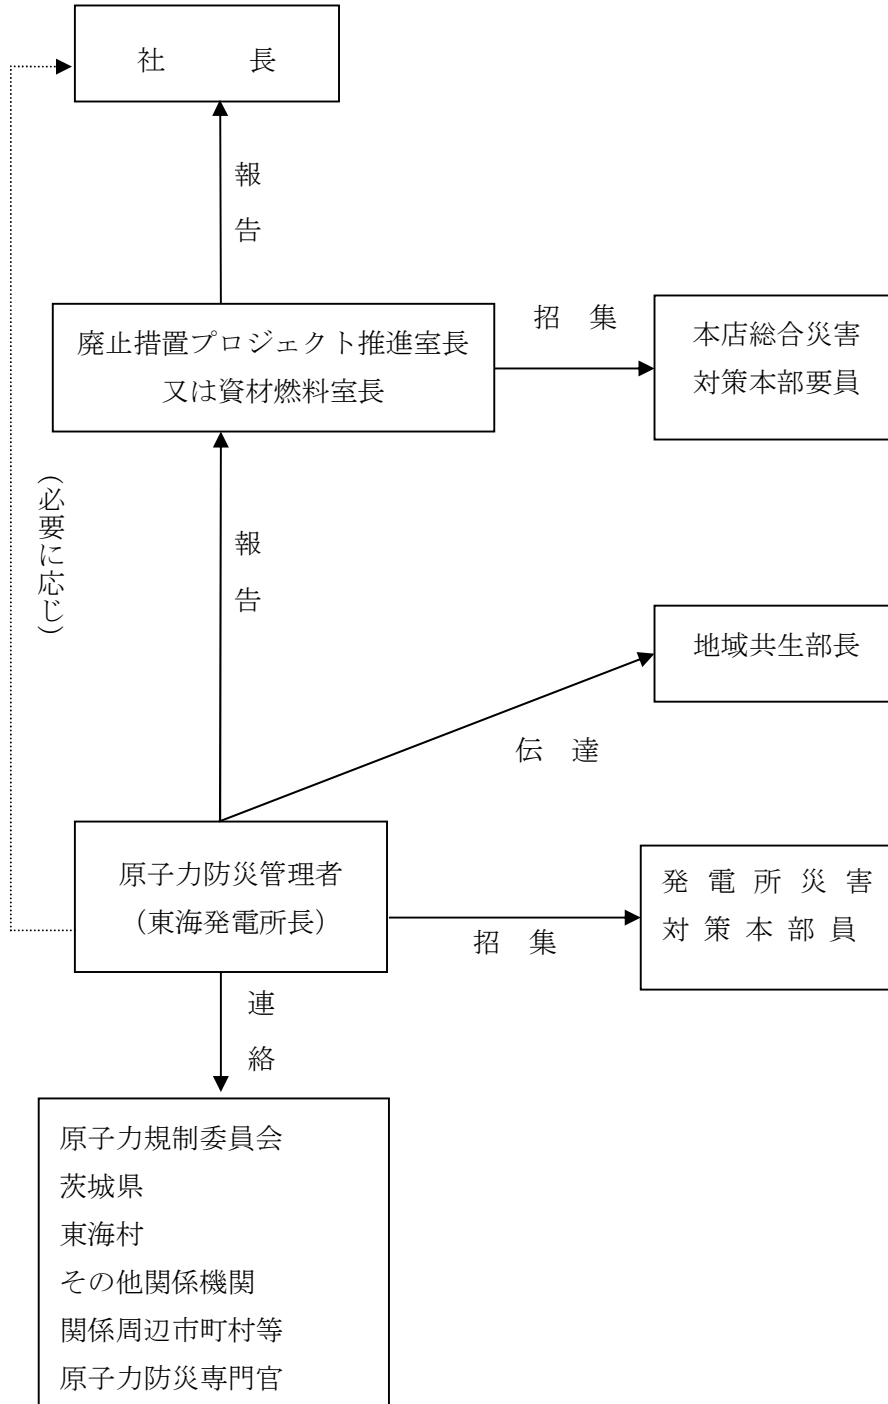 社　　　長
報
告
廃止措置プロジェクト推進室長
又は資材燃料室長
招　集
本店総合災害
対策本部要員
（必要に応じ）
報
告
地域共生部長
伝　達
原子力防災管理者
（東海発電所長）
招　集
発 電 所 災 害
対 策 本 部 員
連
絡
原子力規制委員会
茨城県
東海村
その他関係機関
関係周辺市町村等
原子力防災専門官